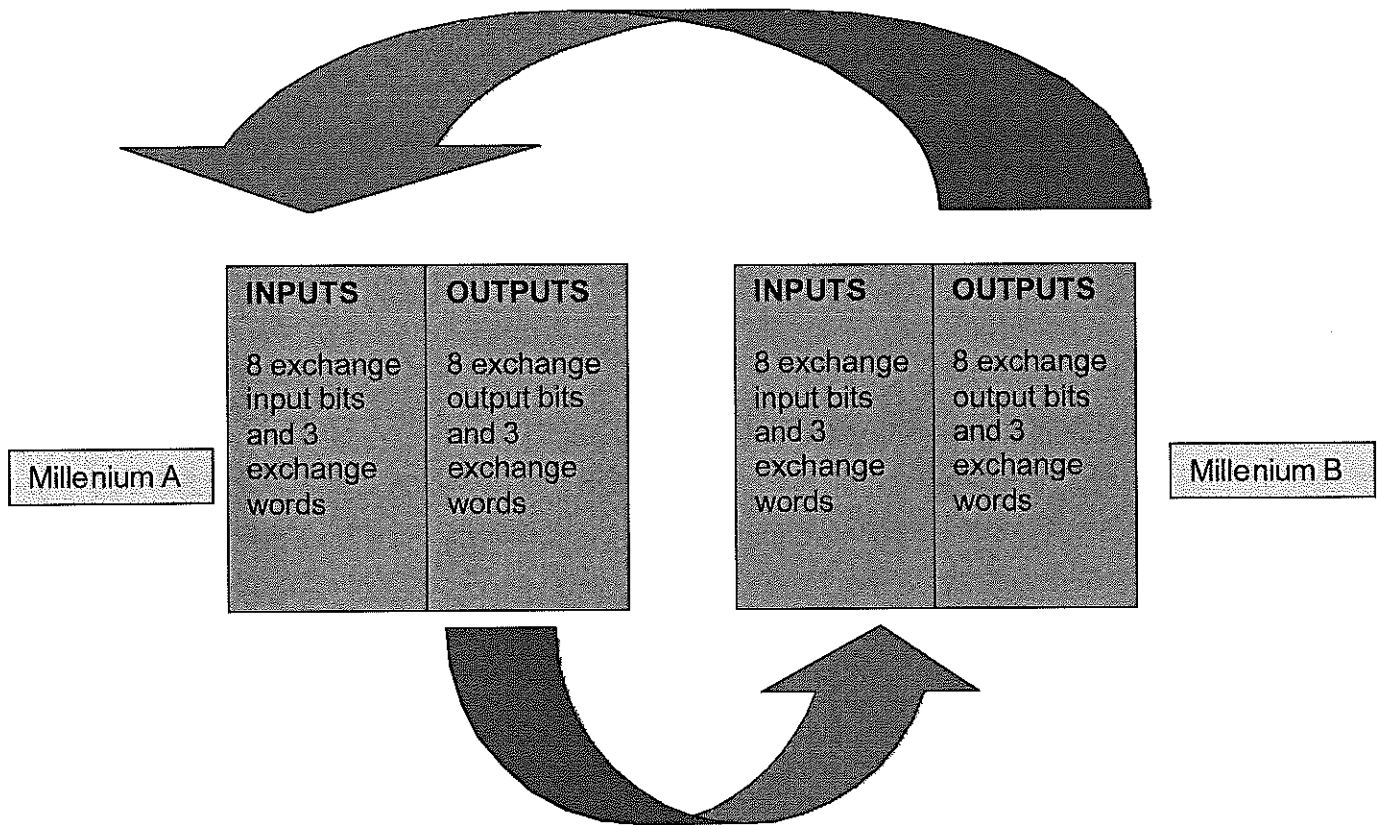 Millenium A
INPUTS
8 exchange
input bits
and 3
exchange
words
OUTPUTS
8 exchange
output bits
and 3
exchange
words
INPUTS
8 exchange
input bits
and 3
exchange
words
OUTPUTS
8 exchange
output bits
and 3
exchange
words
Millenium B